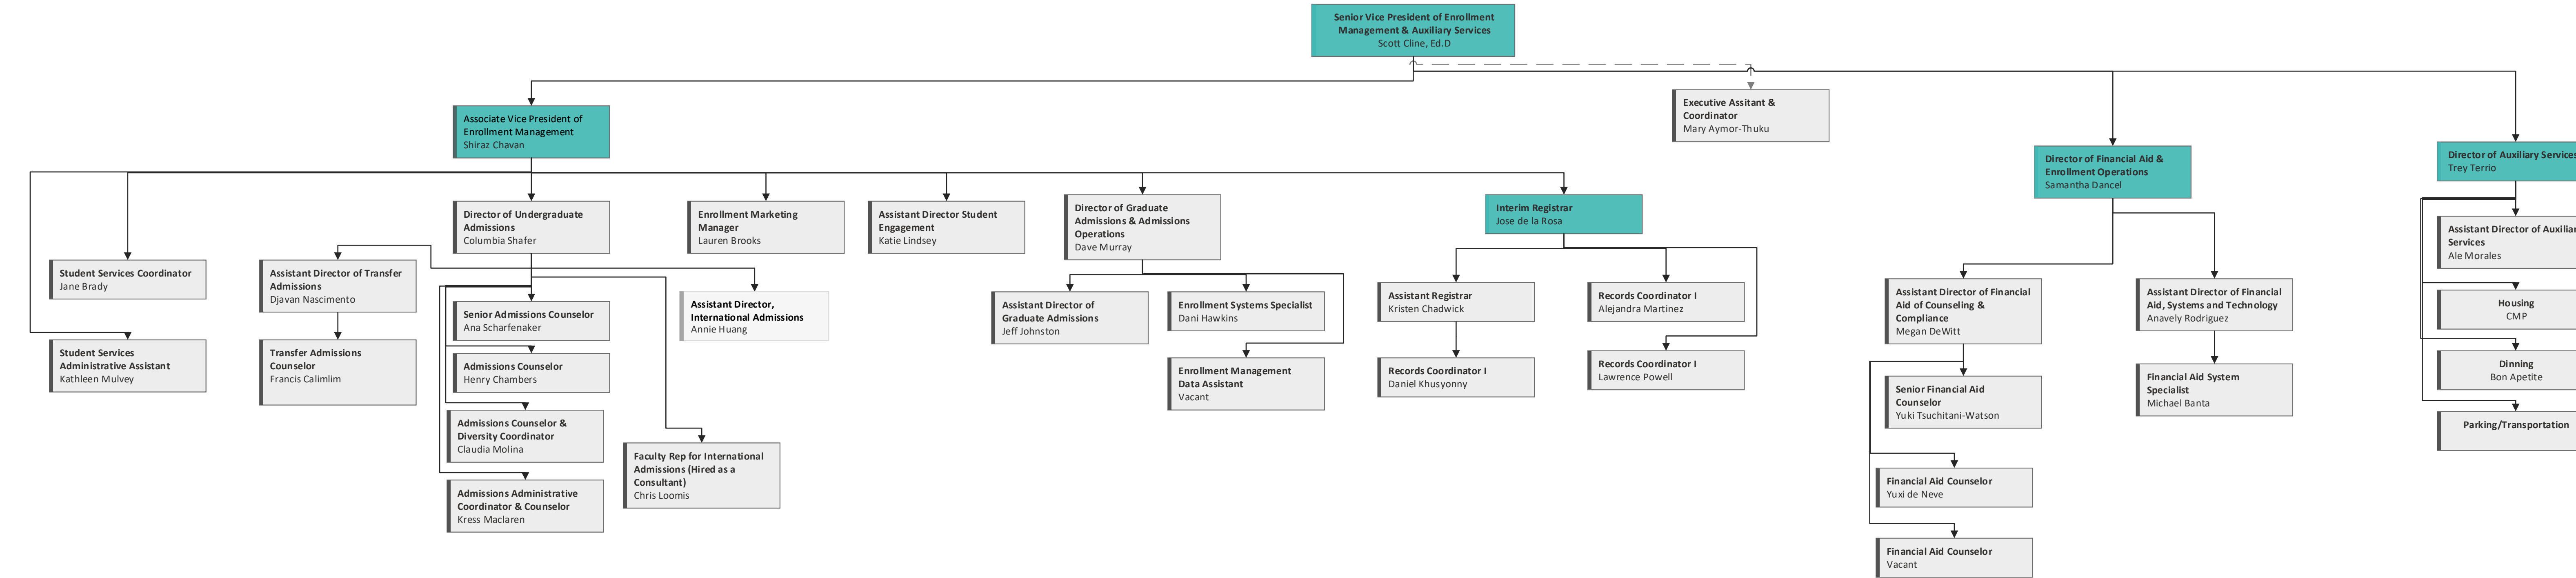 Senior Vice President of Enrollment
Management & Auxiliary Services
Scott Cline, Ed.D
Executive Assitant &
Coordinator
Mary Aymor-Thuku
Associate Vice President of
Enrollment Management
Shiraz Chavan
Director of Financial Aid &
Enrollment Operations
Samantha Dancel
Director of Auxiliary Services
Trey Terrio
Director of Undergraduate
Admissions
Columbia Shafer
Enrollment Marketing
Manager
Lauren Brooks
Assistant Director Student
Engagement
Katie Lindsey
Director of Graduate
Admissions & Admissions
Operations
Dave Murray
Interim Registrar
Jose de la Rosa
Student Services Coordinator
Jane Brady
Student Services
Administrative Assistant
Kathleen Mulvey
Assistant Director of Transfer
Admissions
Djavan Nascimento
Transfer Admissions
Counselor
Francis Calimlim
Senior Admissions Counselor
Ana Scharfenaker
Admissions Counselor
Henry Chambers
Admissions Counselor &
Diversity Coordinator
Claudia Molina
Admissions Administrative
Coordinator & Counselor
Kress Maclaren
Assistant Director,
International Admissions
Annie Huang
Faculty Rep for International
Admissions (Hired as a
Consultant)
Chris Loomis
Assistant Director of
Graduate Admissions
Jeff Johnston
Enrollment Systems Specialist
Dani Hawkins
Enrollment Management
Data Assistant
Vacant
Assistant Registrar
Kristen Chadwick
Records Coordinator I
Daniel Khusyonny
Records Coordinator I
Alejandra Martinez
Records Coordinator I
Lawrence Powell
Assistant Director of Financial
Aid of Counseling &
Compliance
Megan DeWitt
Senior Financial Aid
Counselor
Yuki Tsuchitani-Watson
Financial Aid Counselor
Yuxi de Neve
Financial Aid Counselor
Vacant
Assistant Director of Financial
Aid, Systems and Technology
Anavely Rodriguez
Financial Aid System
Specialist
Michael Banta
Assistant Director of Auxiliar
Services
Ale Morales
Housing
CMP
Dinning
Bon Apetite
Parking/Transportation